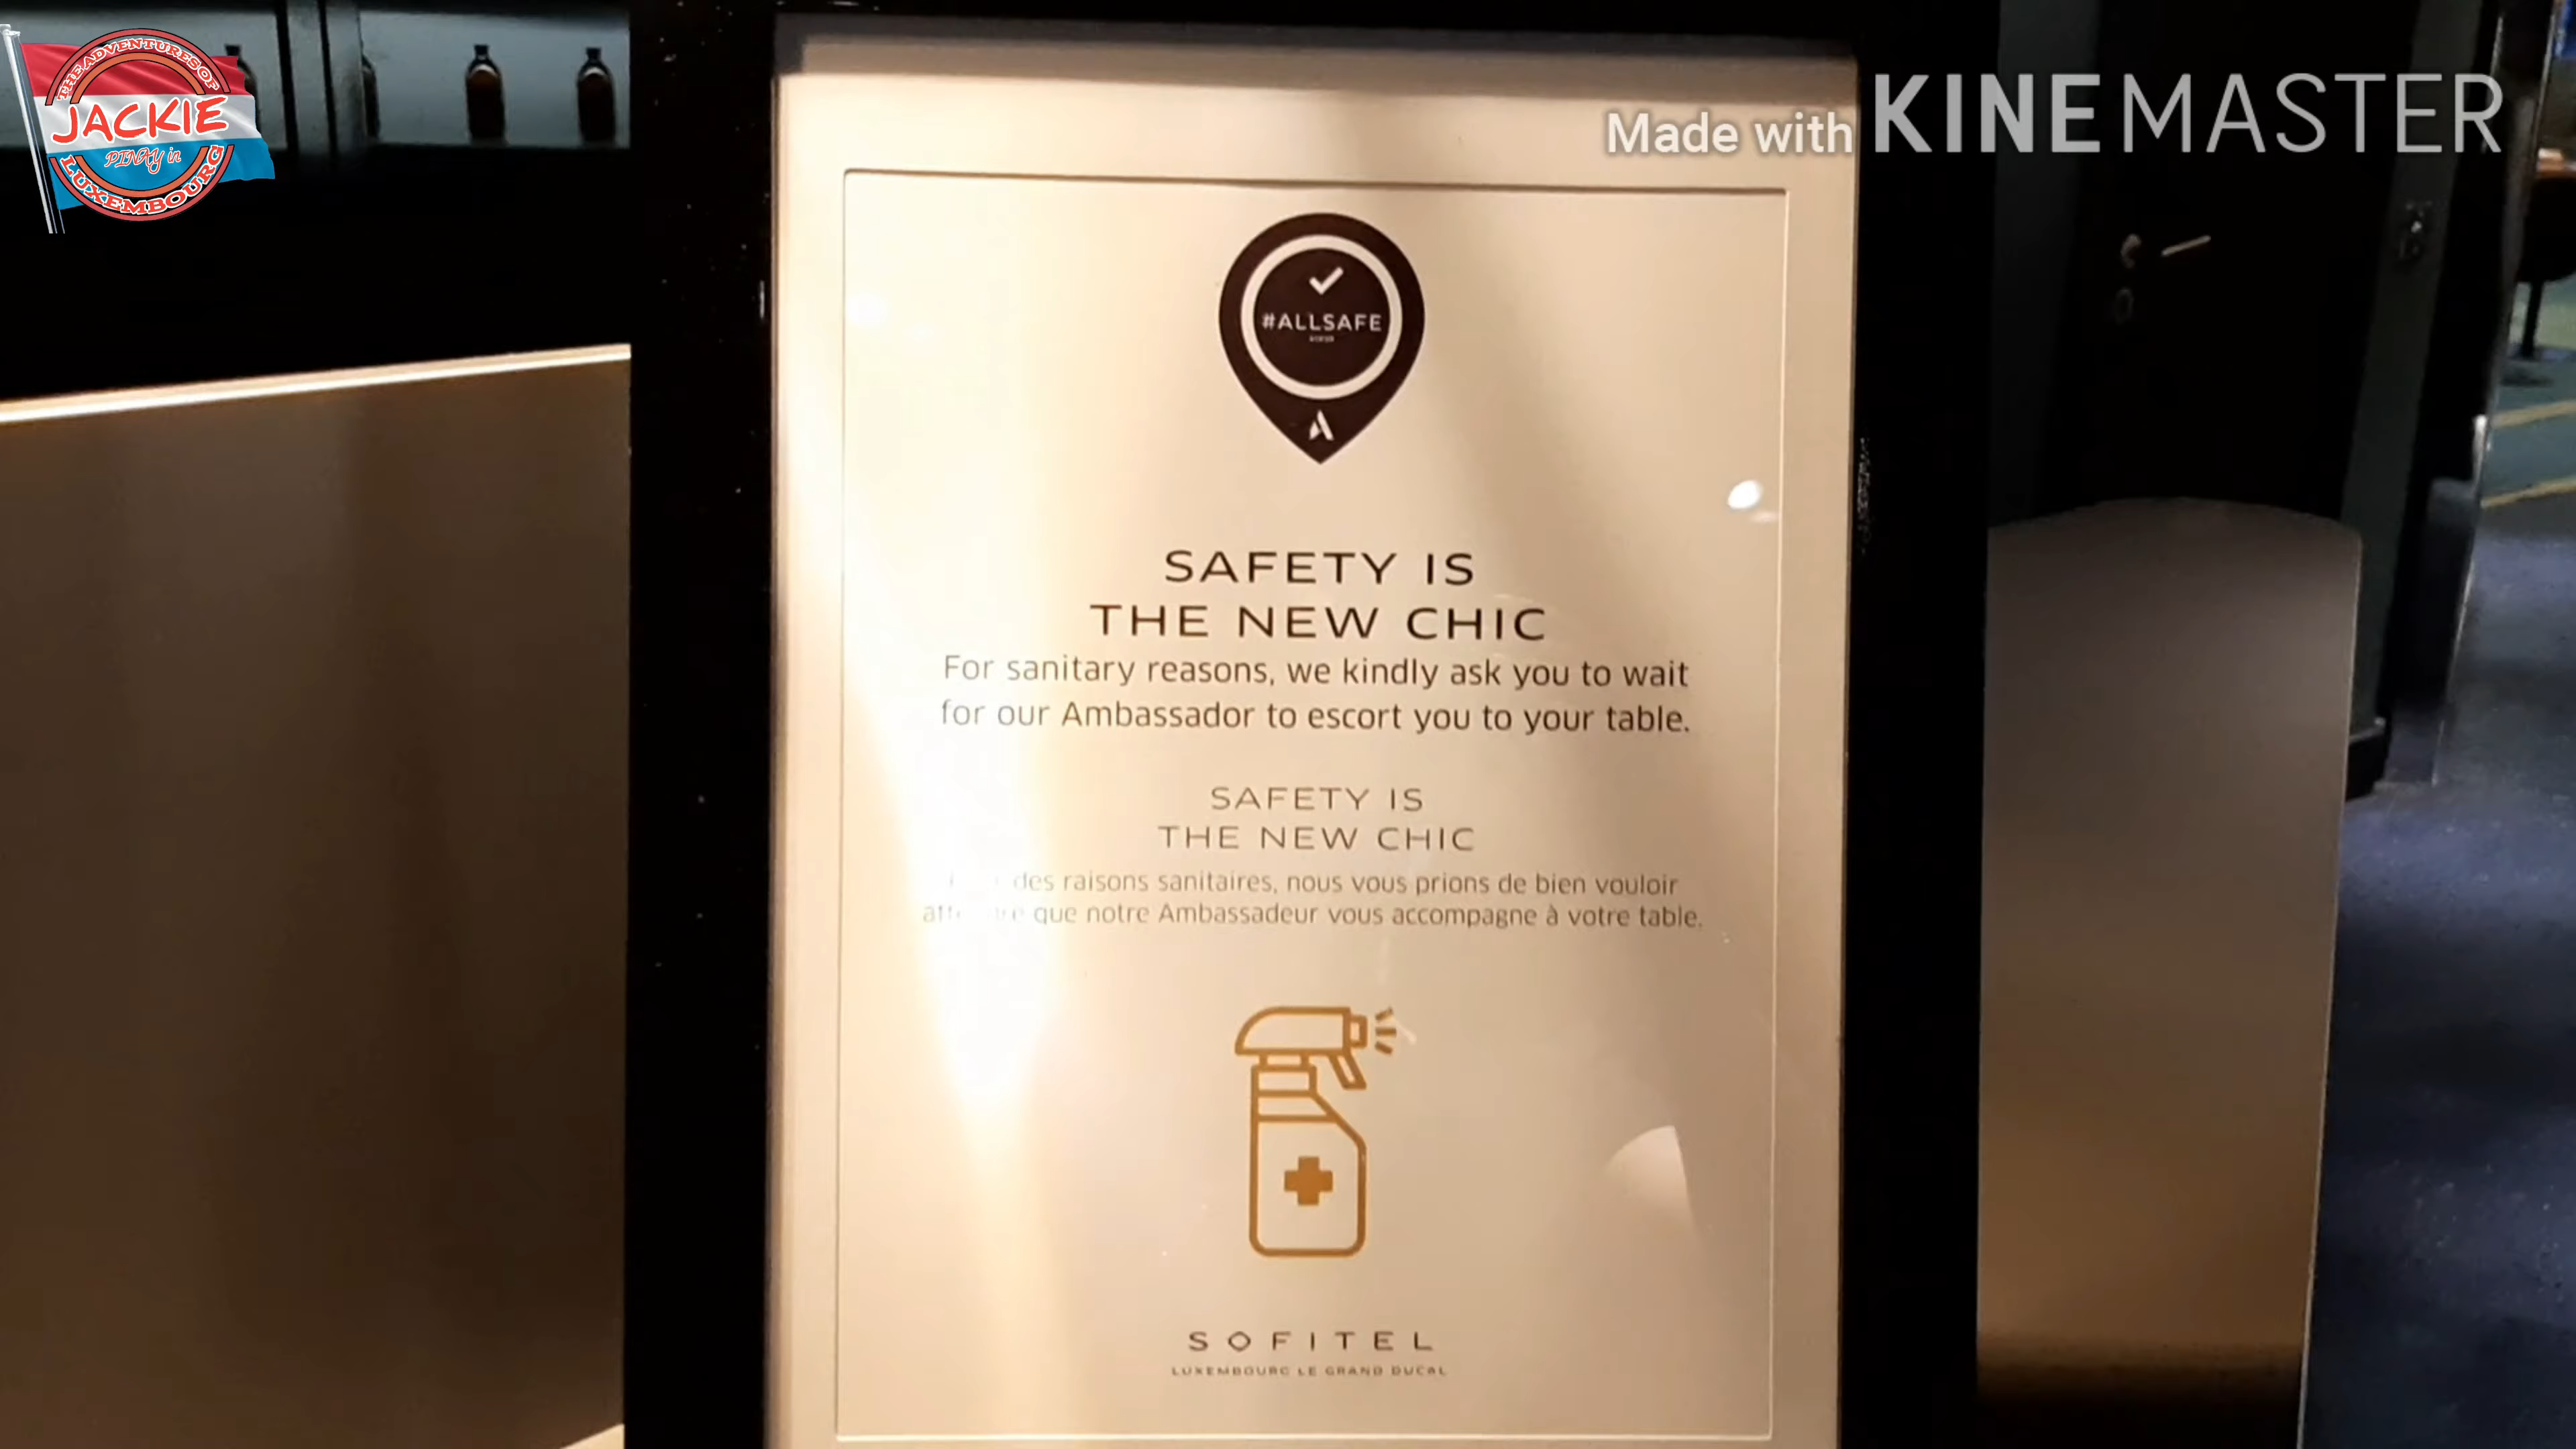 THE ADVENTURES OF
JACKIE
PINAY in
LUXEMBOURG
Made with KINEMASTER
#ALLSAFE
SAFETY IS
THE NEW CHIC
For sanitary reasons, we kindly ask you to wait
for our Ambassador to escort you to your table.
SAFETY IS
THE NEW CHIC
des raisons sanitaires, nous vous prions de bien vouloir
que notre Ambassadeur vous accompagne à votre table.
SOFITEL
LUXEMBOURG LE GRAND DUCAL